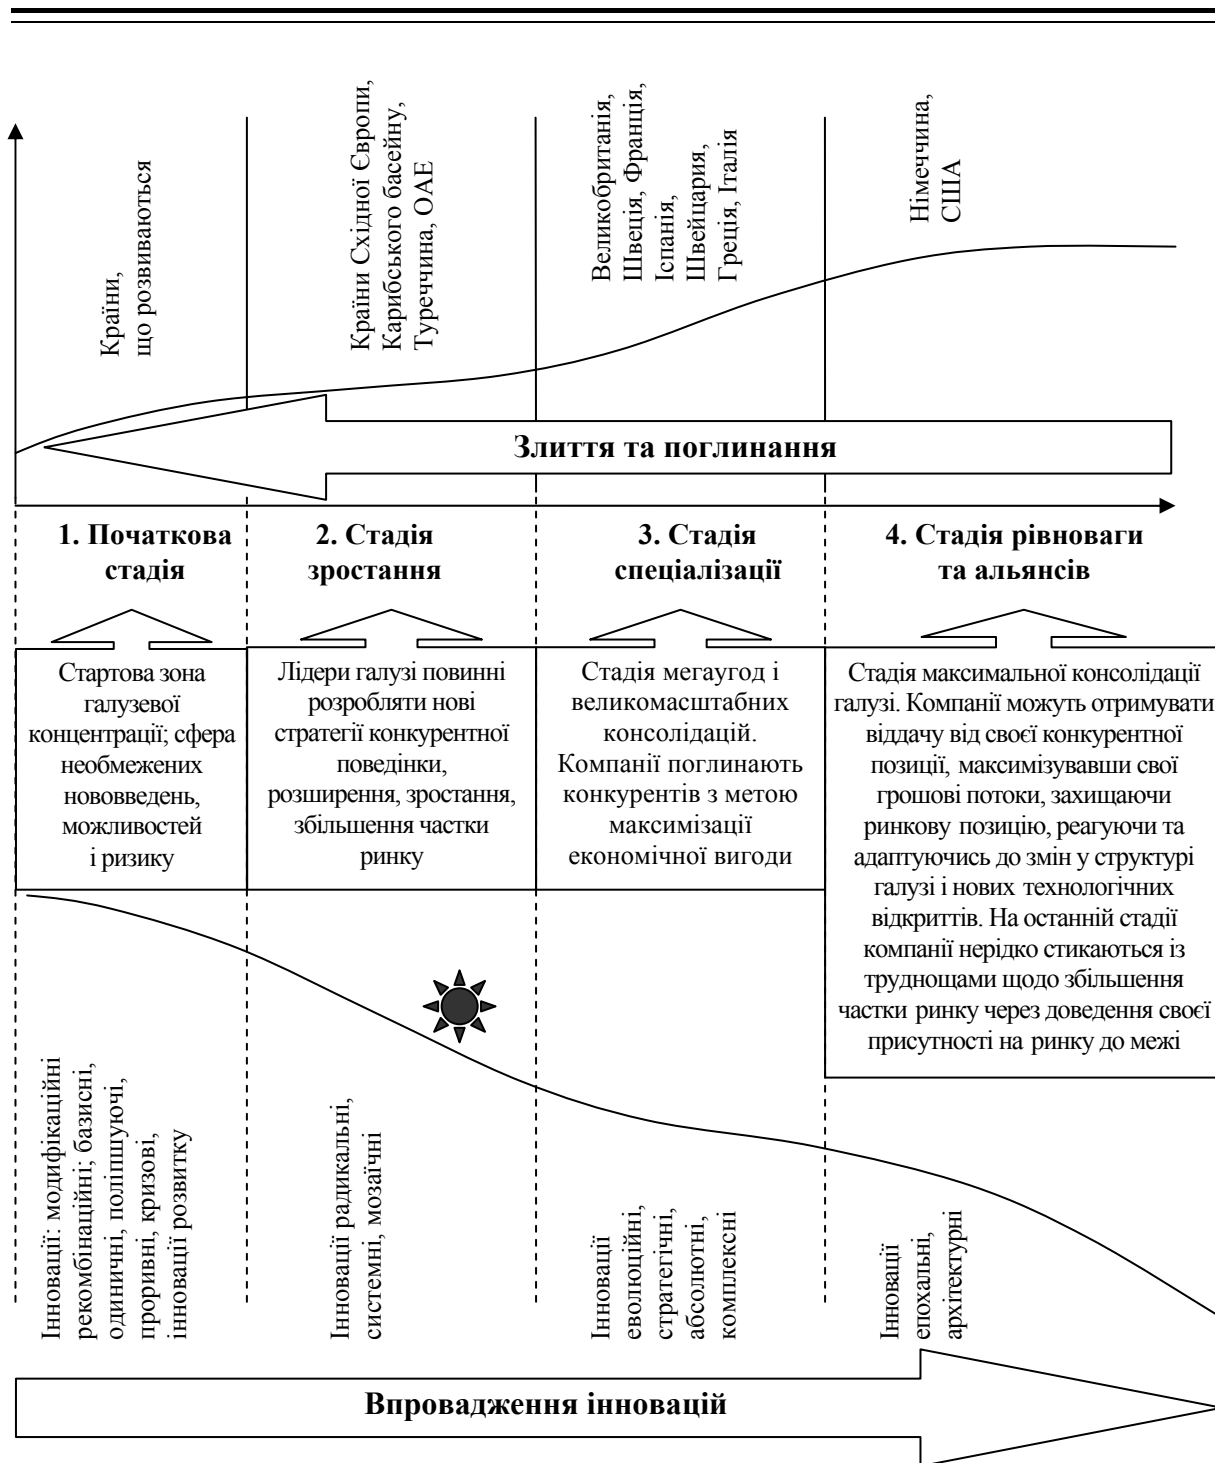 Країни,
що розвиваються
Країни Східної Європи,
Карибського басейну,
Туреччина, ОАЕ
Великобританія,
Швеція, Франція,
Іспанія,
Швейцария,
Греція, Італія
Німеччина,
США
Злиття та поглинання
1. Початкова
стадія
2. Стадія
зростання
3. Стадія
спеціалізації
4. Стадія рівноваги
та альянсів
Стартова зона
галузевої
концентрації; сфера
необмежених
нововведень,
можливостей
і ризику
Лідери галузі повинні
розробляти нові
стратегії конкурентної
поведінки,
розширення, зростання,
збільшення частки
ринку
Стадія мегаугод і
великомасштабних
консолідацій.
Компанії поглинають
конкурентів з метою
максимізації
економічної вигоди
Стадія максимальної консолідації
галузі. Компанії можуть отримувати
віддачу від своєї конкурентної
позиції, максимізувавши свої
грошові потоки, захищаючи
ринкову позицію, реагуючи та
адаптуючись до змін у структурі
галузі і нових технологічних
відкриттів. На останній стадії
компанії нерідко стикаються із
труднощами щодо збільшення
частки ринку через доведення своєї
присутності на ринку до межі
Інновації: модифікаційні
рекомбінаційні; базисні,
одиничні, поліпшуючі,
проривні, кризові,
інновації розвитку
Інновації радикальні,
системні, мозаїчні
Інновації
еволюційні,
стратегічні,
абсолютні,
комплексні
Інновації
епохальні,
архітектурні
Впровадження інновацій